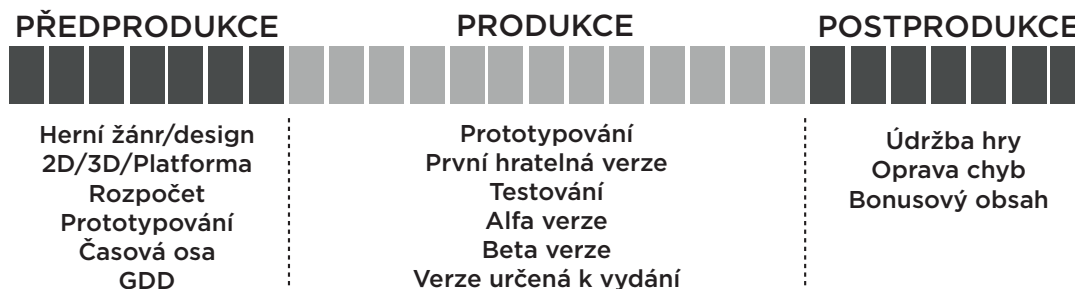 PŘEDPRODUKCE
Herní žánr/design
2D/3D/Platforma
Rozpočet
Prototypování
Časová osa
GDD
PRODUKCE
Prototypování
První hratelná verze
Testování
Alfa verze
Beta verze
Verze určená k vydání
POSTPRODUKCE
Údržba hry
Oprava chyb
Bonusový obsah